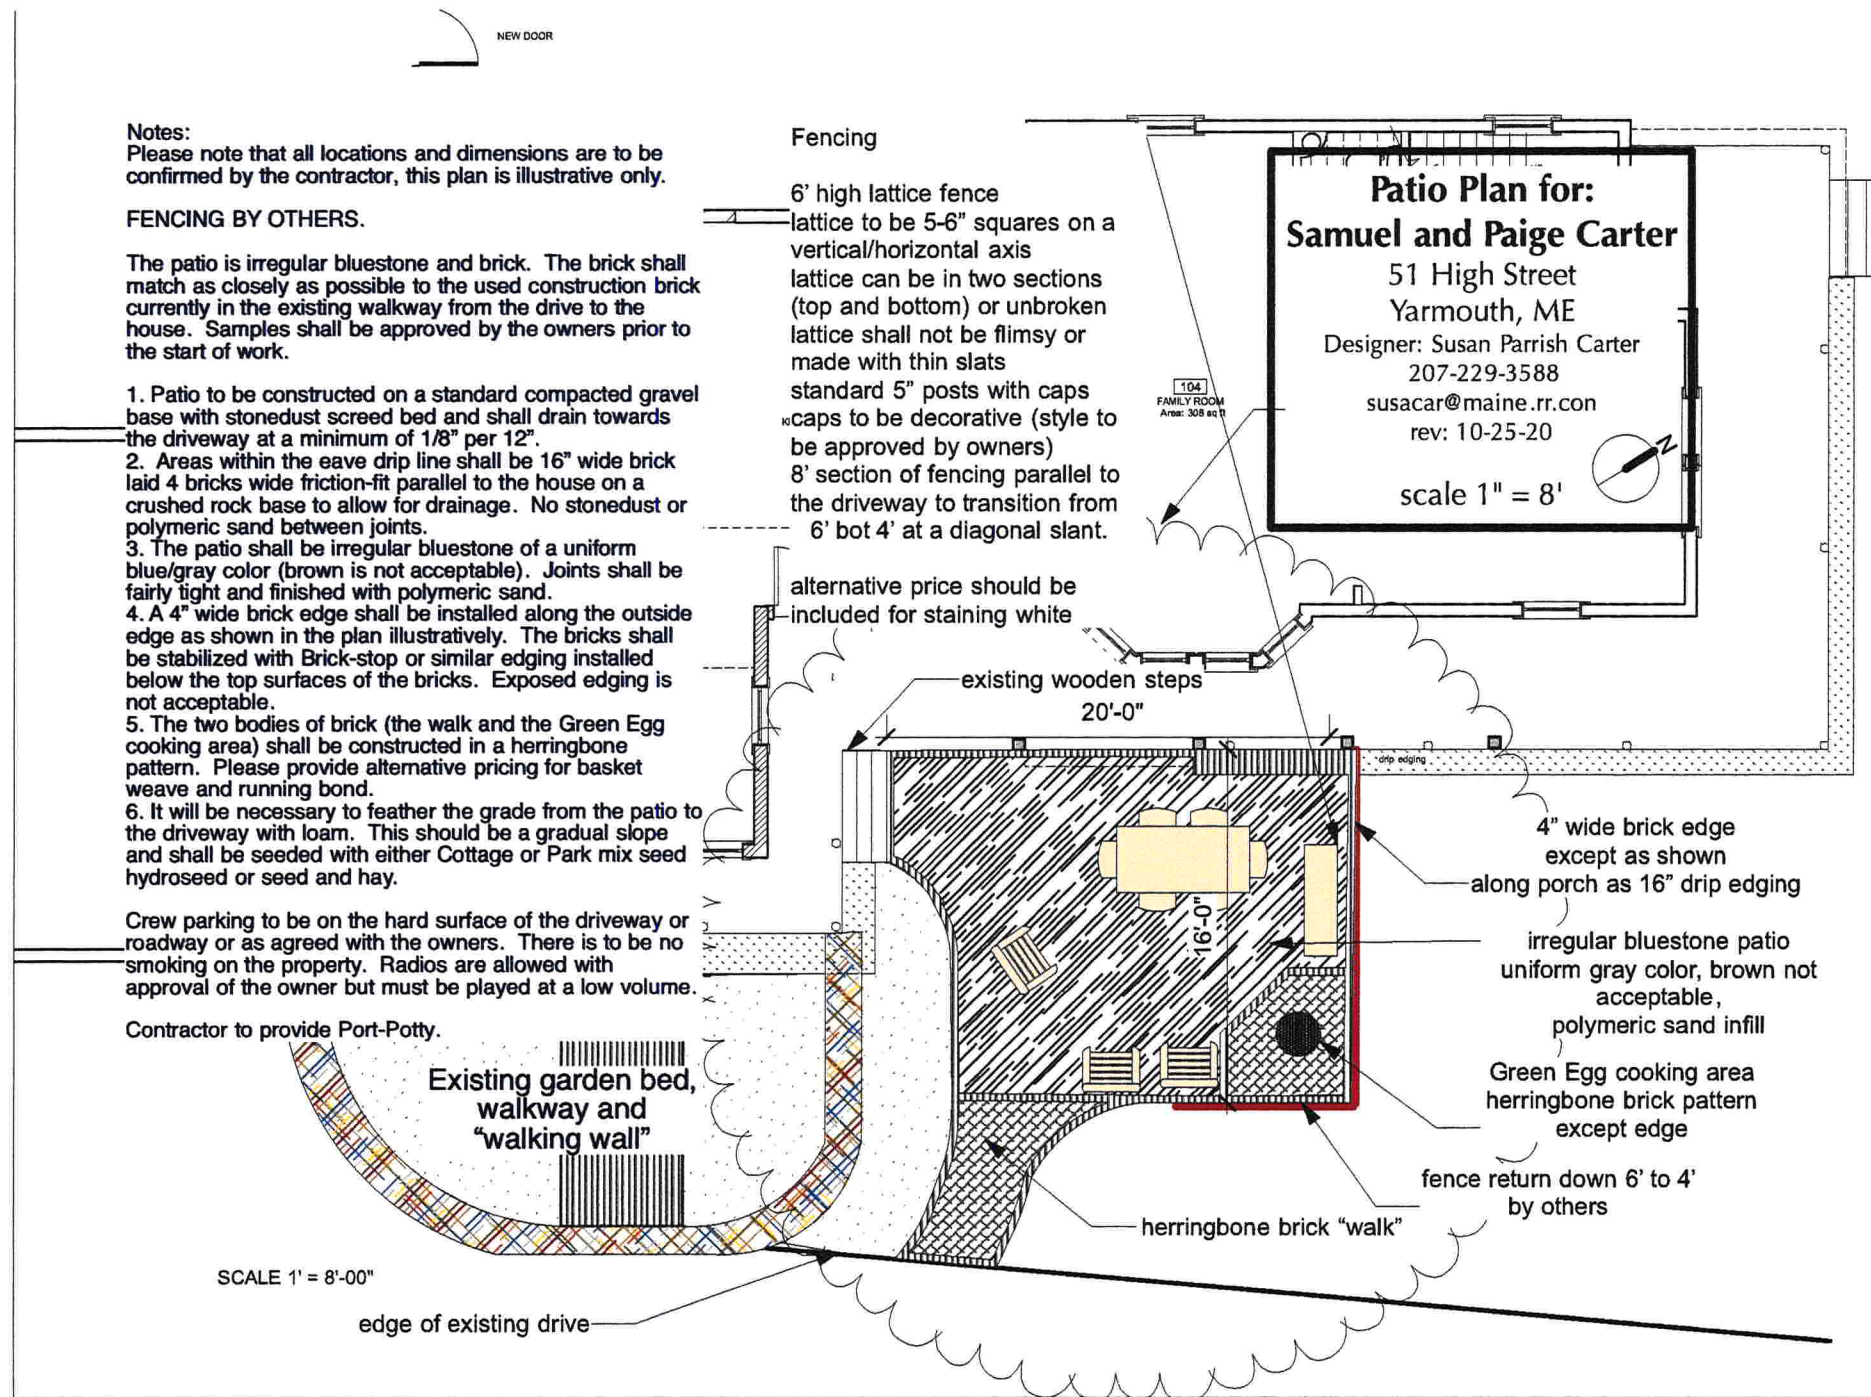 NEW DOOR
Notes:
Please note that all locations and dimensions are to be
confirmed by the contractor, this plan is illustrative only.
FENCING BY OTHERS.
The patio is irregular bluestone and brick. The brick shall
match as closely as possible to the used construction brick
currently in the existing walkway from the drive to the
house. Samples shall be approved by the owners prior to
the start of work.
1. Patio to be constructed on a standard compacted gravel
base with stonedust screed bed and shall drain towards
the driveway at a minimum of 1/8” per 12”.
2. Areas within the eave drip line shall be 16” wide brick
laid 4 bricks wide friction-fit parallel to the house on a
crushed rock base to allow for drainage. No stonedust or
polymeric sand between joints.
3. The patio shall be irregular bluestone of a uniform
blue/gray color (brown is not acceptable). Joints shall be
fairly tight and finished with polymeric sand.
4. A 4” wide brick edge shall be installed along the outside
edge as shown in the plan illustratively. The bricks shall
be stabilized with Brick-stop or similar edging installed
below the top surfaces of the bricks. Exposed edging is
not acceptable.
5. The two bodies of brick (the walk and the Green Egg
cooking area) shall be constructed in a herringbone
pattern. Please provide alternative pricing for basket
weave and running bond.
6. It will be necessary to feather the grade from the patio to
the driveway with loam. This should be a gradual slope
and shall be seeded with either Cottage or Park mix seed
hydroseed or seed and hay.
Crew parking to be on the hard surface of the driveway or
roadway or as agreed with the owners. There is to be no
smoking on the property. Radios are allowed with
approval of the owner but must be played at a low volume.
Contractor to provide Port-Potty.
Fencing
6’ high lattice fence
lattice to be 5-6” squares on a
vertical/horizontal axis
lattice can be in two sections
(top and bottom) or unbroken
lattice shall not be flimsy or
made with thin slats
standard 5” posts with caps
caps to be decorative (style to
be approved by owners)
8’ section of fencing parallel to
the driveway to transition from
6’ bot 4’ at a diagonal slant.
alternative price should be
included for staining white
104
FAMILY ROOM
Area: 308 sq ft
Patio Plan for:
Samuel and Paige Carter
51 High Street
Yarmouth, ME
Designer: Susan Parrish Carter
207-229-3588
susacar@maine.rr.con
rev: 10-25-20
scale 1" = 8'
N
existing wooden steps
20'-0"
drip edging
16'-0"
4” wide brick edge
except as shown
along porch as 16” drip edging
irregular bluestone patio
uniform gray color, brown not
acceptable,
polymeric sand infill
Green Egg cooking area
herringbone brick pattern
except edge
fence return down 6’ to 4’
by others
herringbone brick “walk”
Existing garden bed,
walkway and
“walking wall”
SCALE 1' = 8'-00"
edge of existing drive